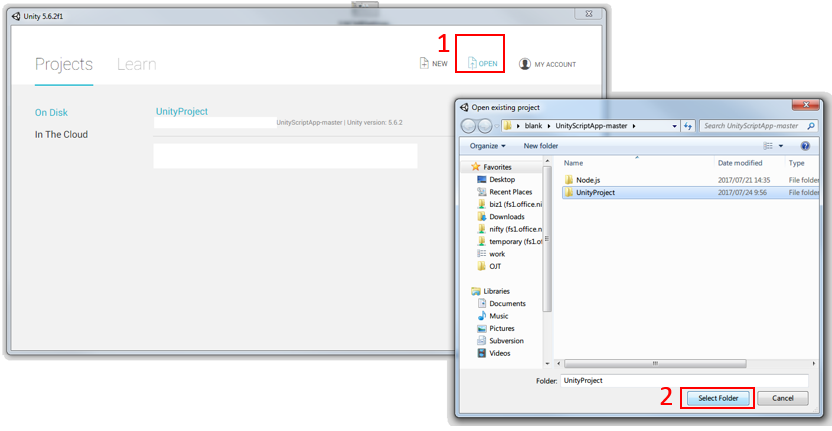 Unity 5.6.2f1
1
Projects
Learn
NEW
OPEN
MY ACCOUNT
On Disk
UnityProject
UnityScriptApp-master | Unity version: 5.6.2
In The Cloud
Open existing project
blank
UnityScriptApp-master
Search UnityScriptApp-master
Organize
New folder
Favorites
Desktop
Recent Places
biz1 (fs1.office.ni
Downloads
nifty (fs1.office.n
temporary (fs1.of
work
OJT
Libraries
Documents
Music
Pictures
Subversion
Videos
Name
Date modified
Type
Node.js
2017/07/21 14:35
File folder
UnityProject
2017/07/24 9:56
File folder
Folder:
UnityProject
2
Select Folder
Cancel